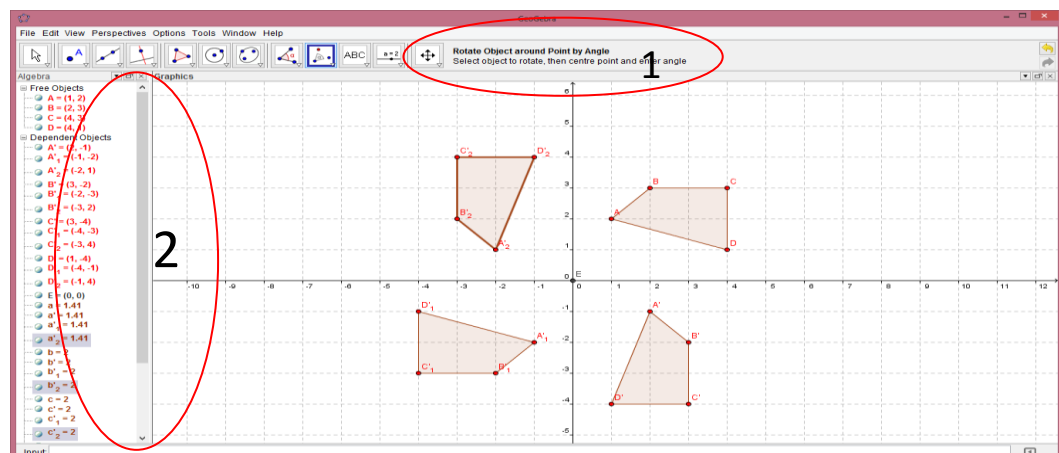 GeoGebra
File Edit View Perspectives Options Tools Window Help
A ABC a=2 Rotate Object around Point by Angle
Select object to rotate, then centre point and enter angle
1
Algebra Graphics
Free Objects
A = (1, 2)
B = (2, 3)
C = (4, 3)
D = (4, 1)
Dependent Objects
A' = (2, -1)
A'₁ = (-1, -2)
A'₂ = (-2, 1)
B' = (3, -2)
B'₁ = (-2, -3)
B'₂ = (-3, 2)
C' = (3, -4)
C'₁ = (-4, -3)
C'₂ = (-3, 4)
D' = (1, -4)
D'₁ = (-4, -1)
D'₂ = (-1, 4)
E = (0, 0)
a = 1.41
a' = 1.41
a'₁ = 1.41
a'₂ = 1.41
b = 2
b' = 2
b'₁ = 2
b'₂ = 2
c = 2
c' = 2
c'₁ = 2
c'₂ = 2
2
6
5
C'₂ D'₂ 4
B C 3
B'₂ A 2
A'₂ D 1
0 E
-10 -9 -8 -7 -6 -5 -4 -3 -2 -1 1 2 3 4 5 6 7 8 9 10 11 12
D'₁ -1 A'
A'₁ -2 B'
C'₁ B'₁ -3
-4 D' C'
-5
Input: